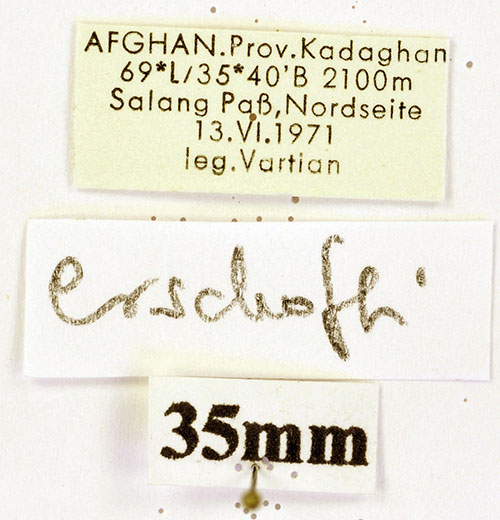 AFGHAN.Prov.Kadaghan
69*L/35*40'B 2100m
Salang Paß,Nordseite
13.VI.1971
leg.Vartian
erschoffi
35mm